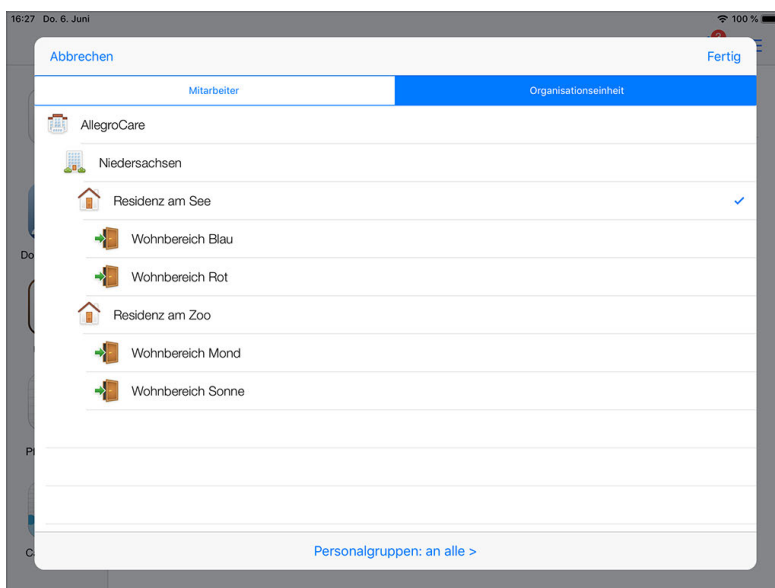 16:27 Do. 6. Juni
100 %
Abbrechen
Fertig
Mitarbeiter
Organisationseinheit
AllegroCare
Niedersachsen
Residenz am See
Wohnbereich Blau
Wohnbereich Rot
Do
Residenz am Zoo
Wohnbereich Mond
Wohnbereich Sonne
Personalgruppen: an alle >